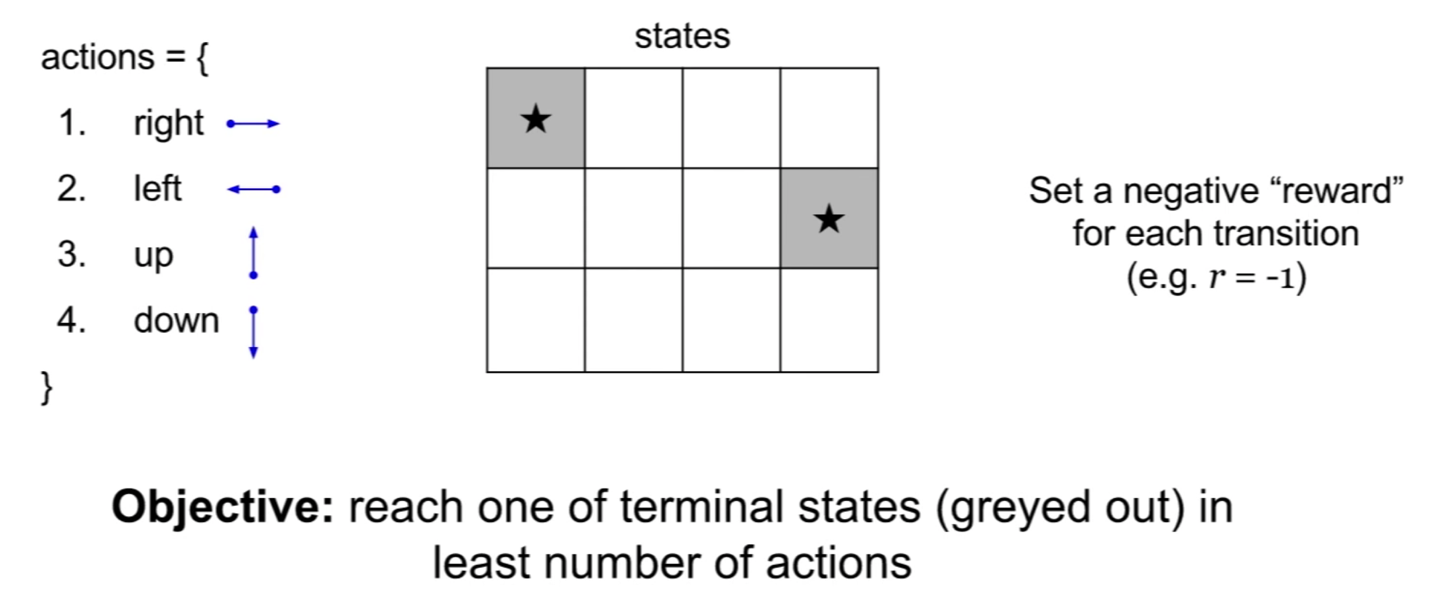 actions = {
1. right
2. left
3. up
4. down
}
states
★
★
Set a negative “reward”
for each transition
(e.g. r = -1)
Objective: reach one of terminal states (greyed out) in
least number of actions